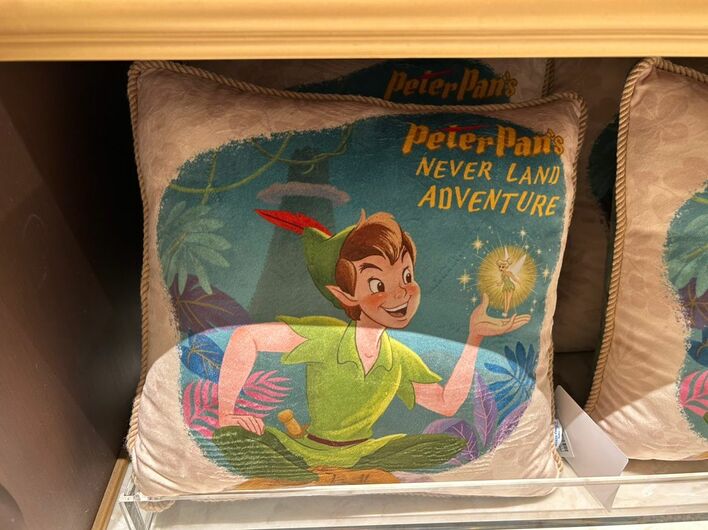 Peter Pan's
Peter Pan's
NEVER LAND
ADVENTURE